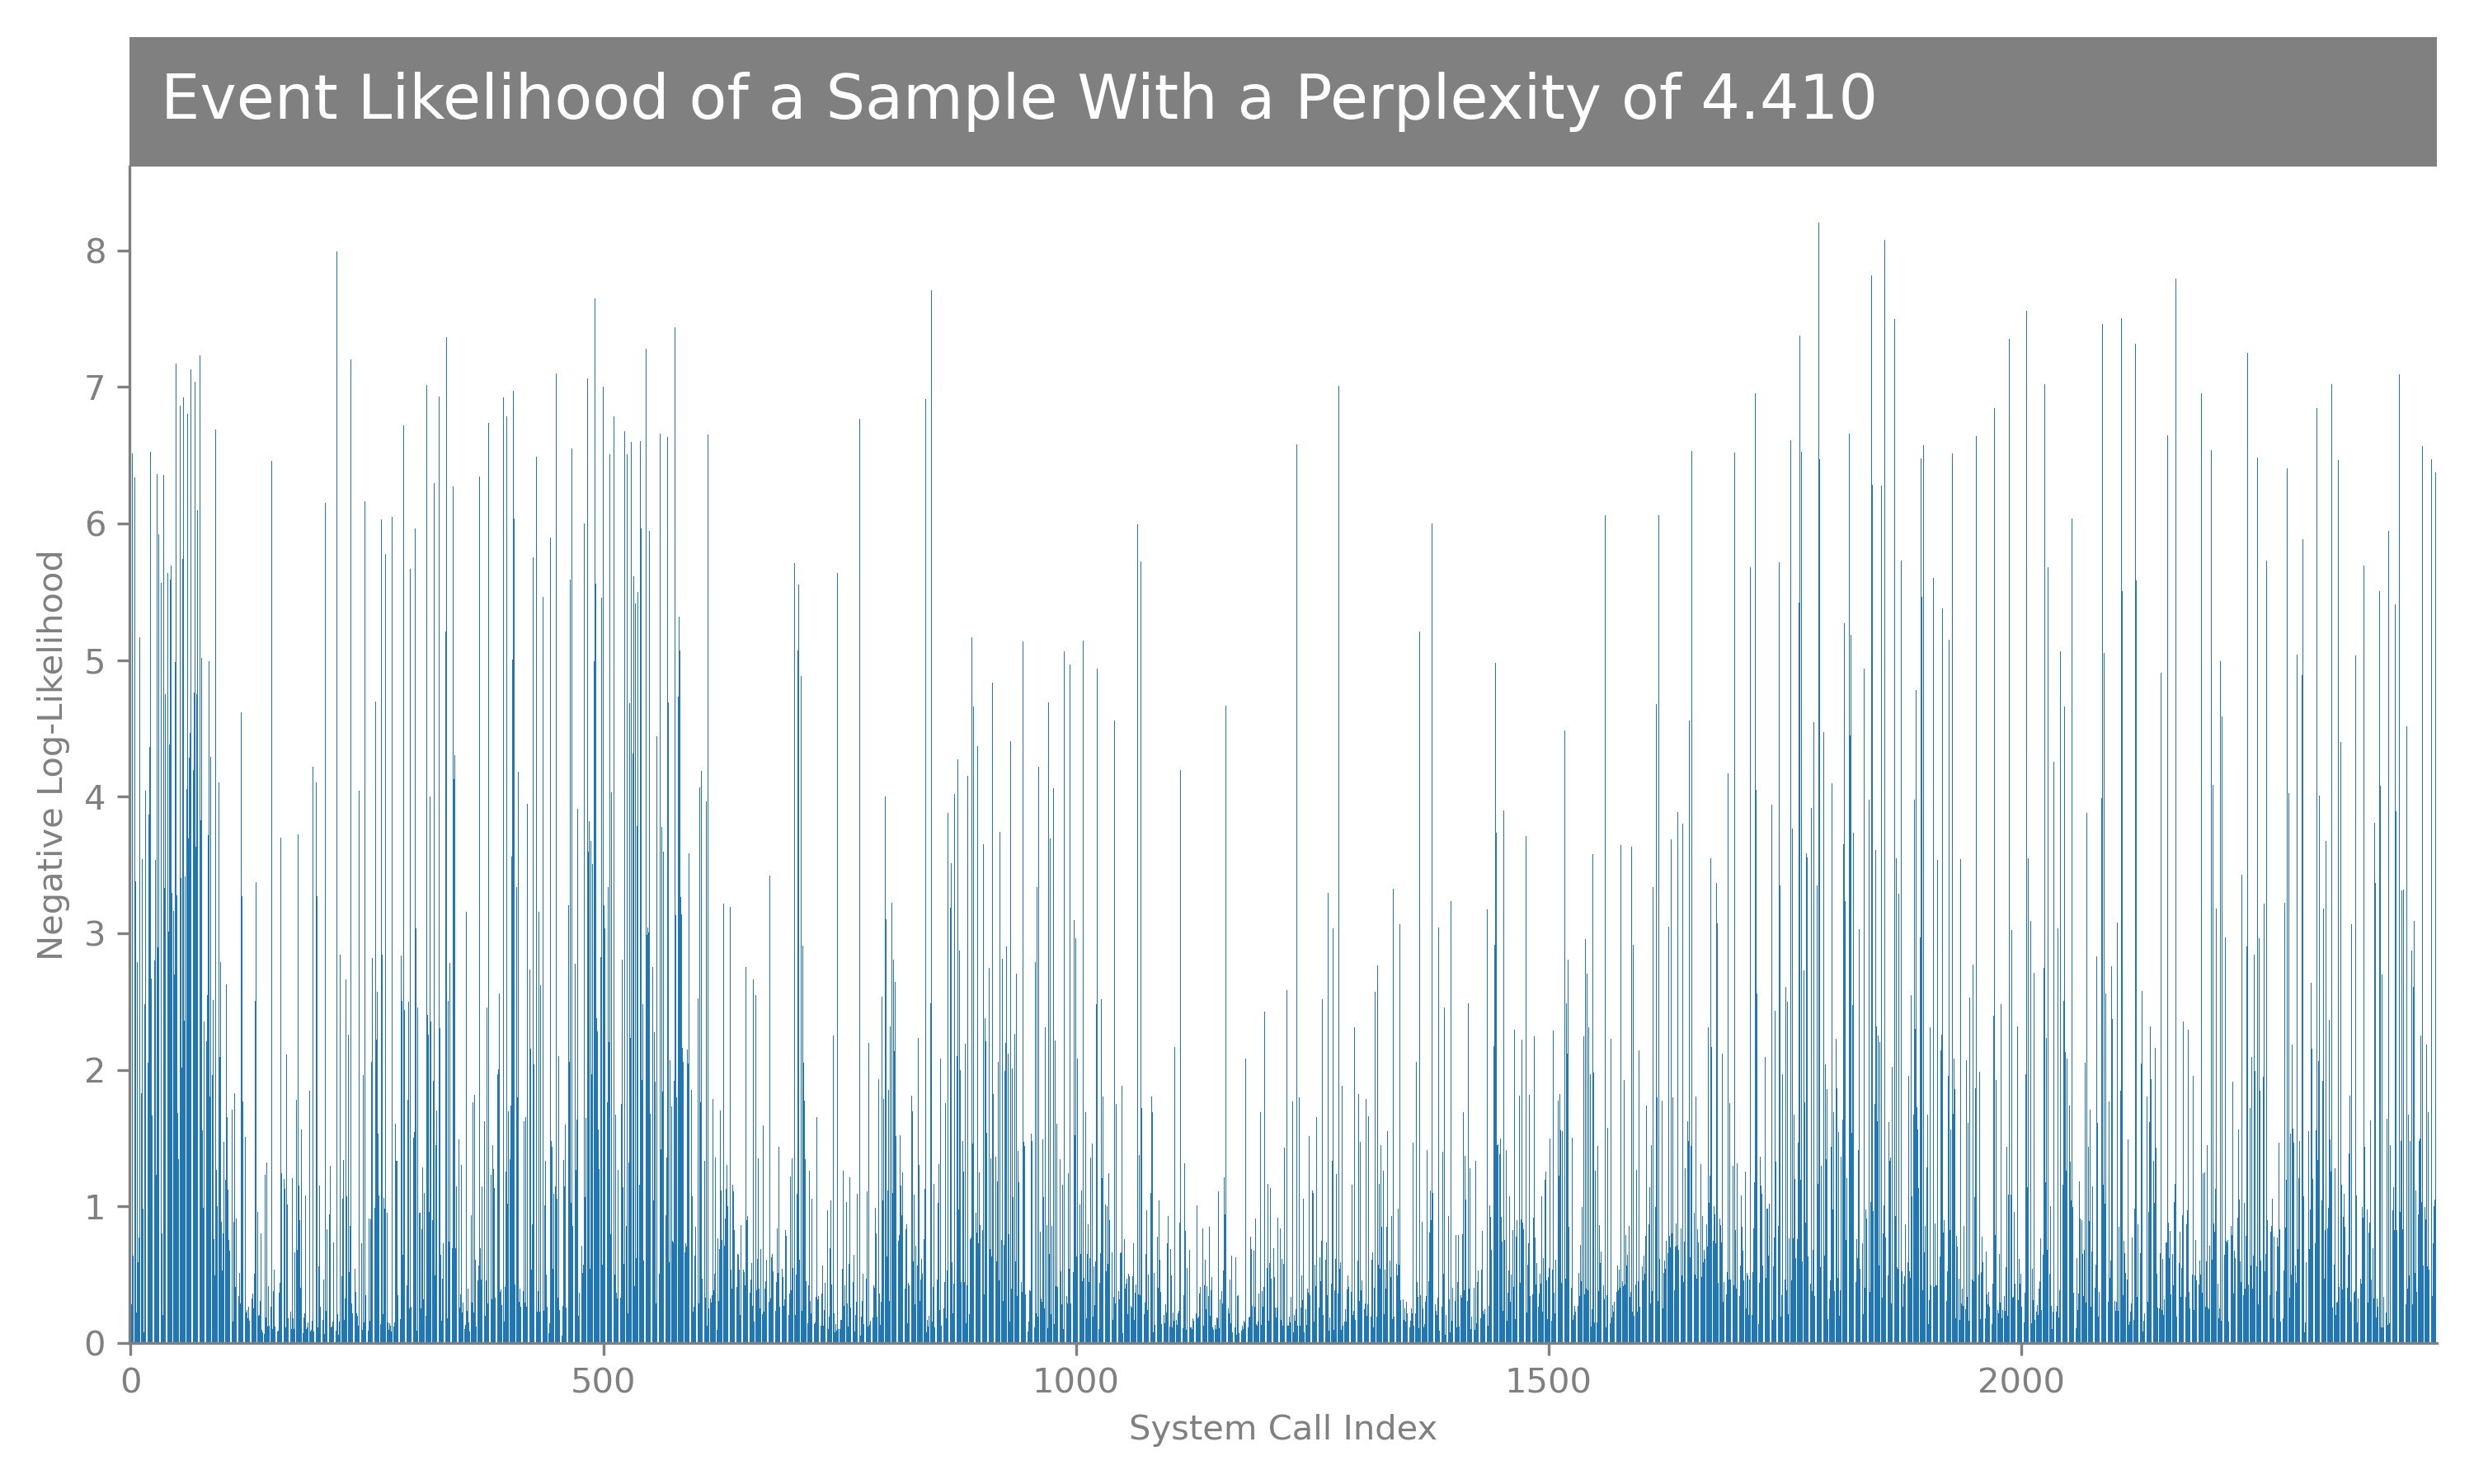 Event Likelihood of a Sample With a Perplexity of 4.410
8
7
6
5
4
3
2
1
0
Negative Log-Likelihood
0 500 1000 1500 2000
System Call Index